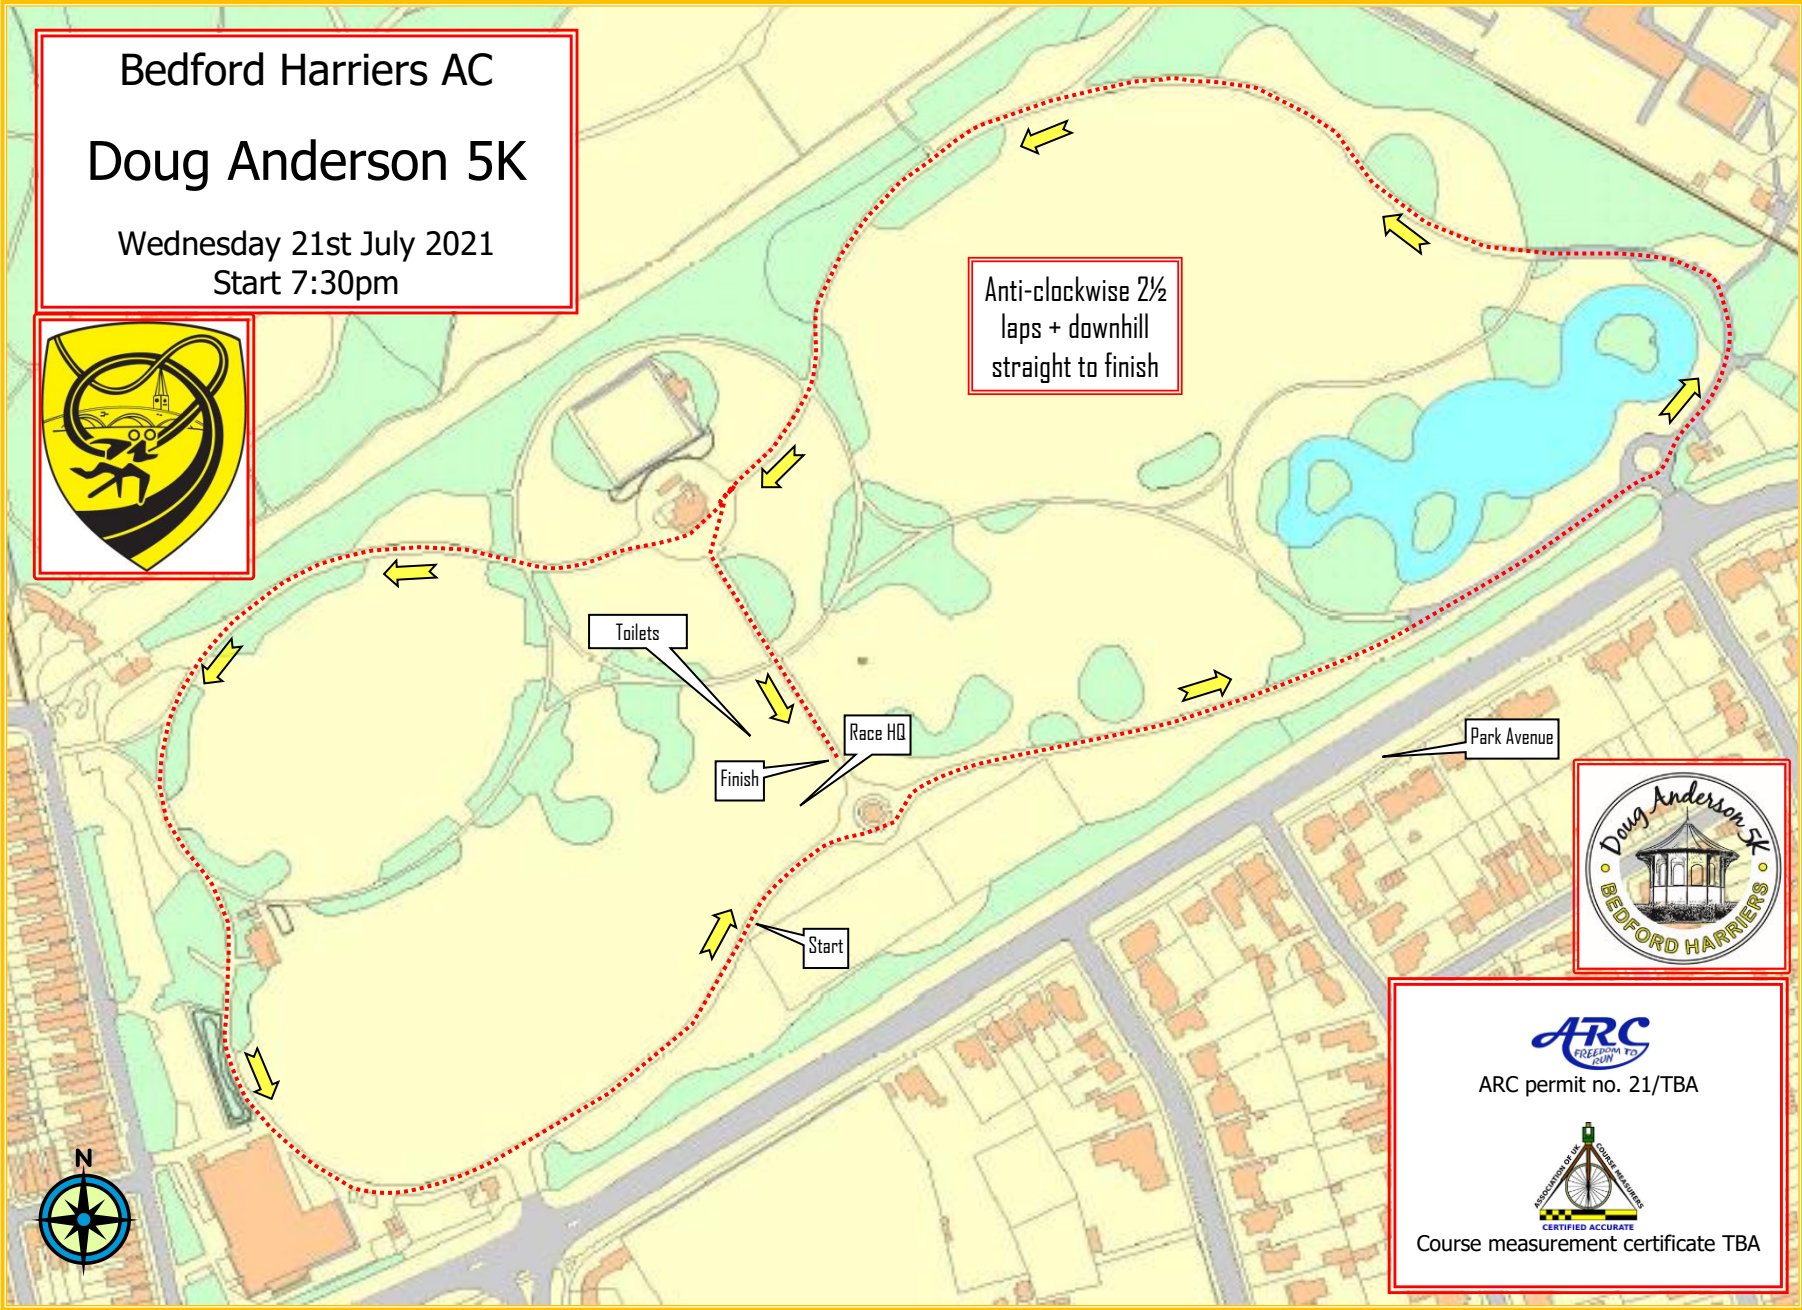 Bedford Harriers AC
Doug Anderson 5K
Wednesday 21st July 2021
Start 7:30pm
Anti-clockwise 2½
laps + downhill
straight to finish
Toilets
Race HQ
Finish
Park Avenue
Start
Doug Anderson 5K
• BEDFORD HARRIERS •
ARC
FREEDOM TO
RUN
ARC permit no. 21/TBA
ASSOCIATION OF UK
COURSE MEASURERS
CERTIFIED ACCURATE
Course measurement certificate TBA
N